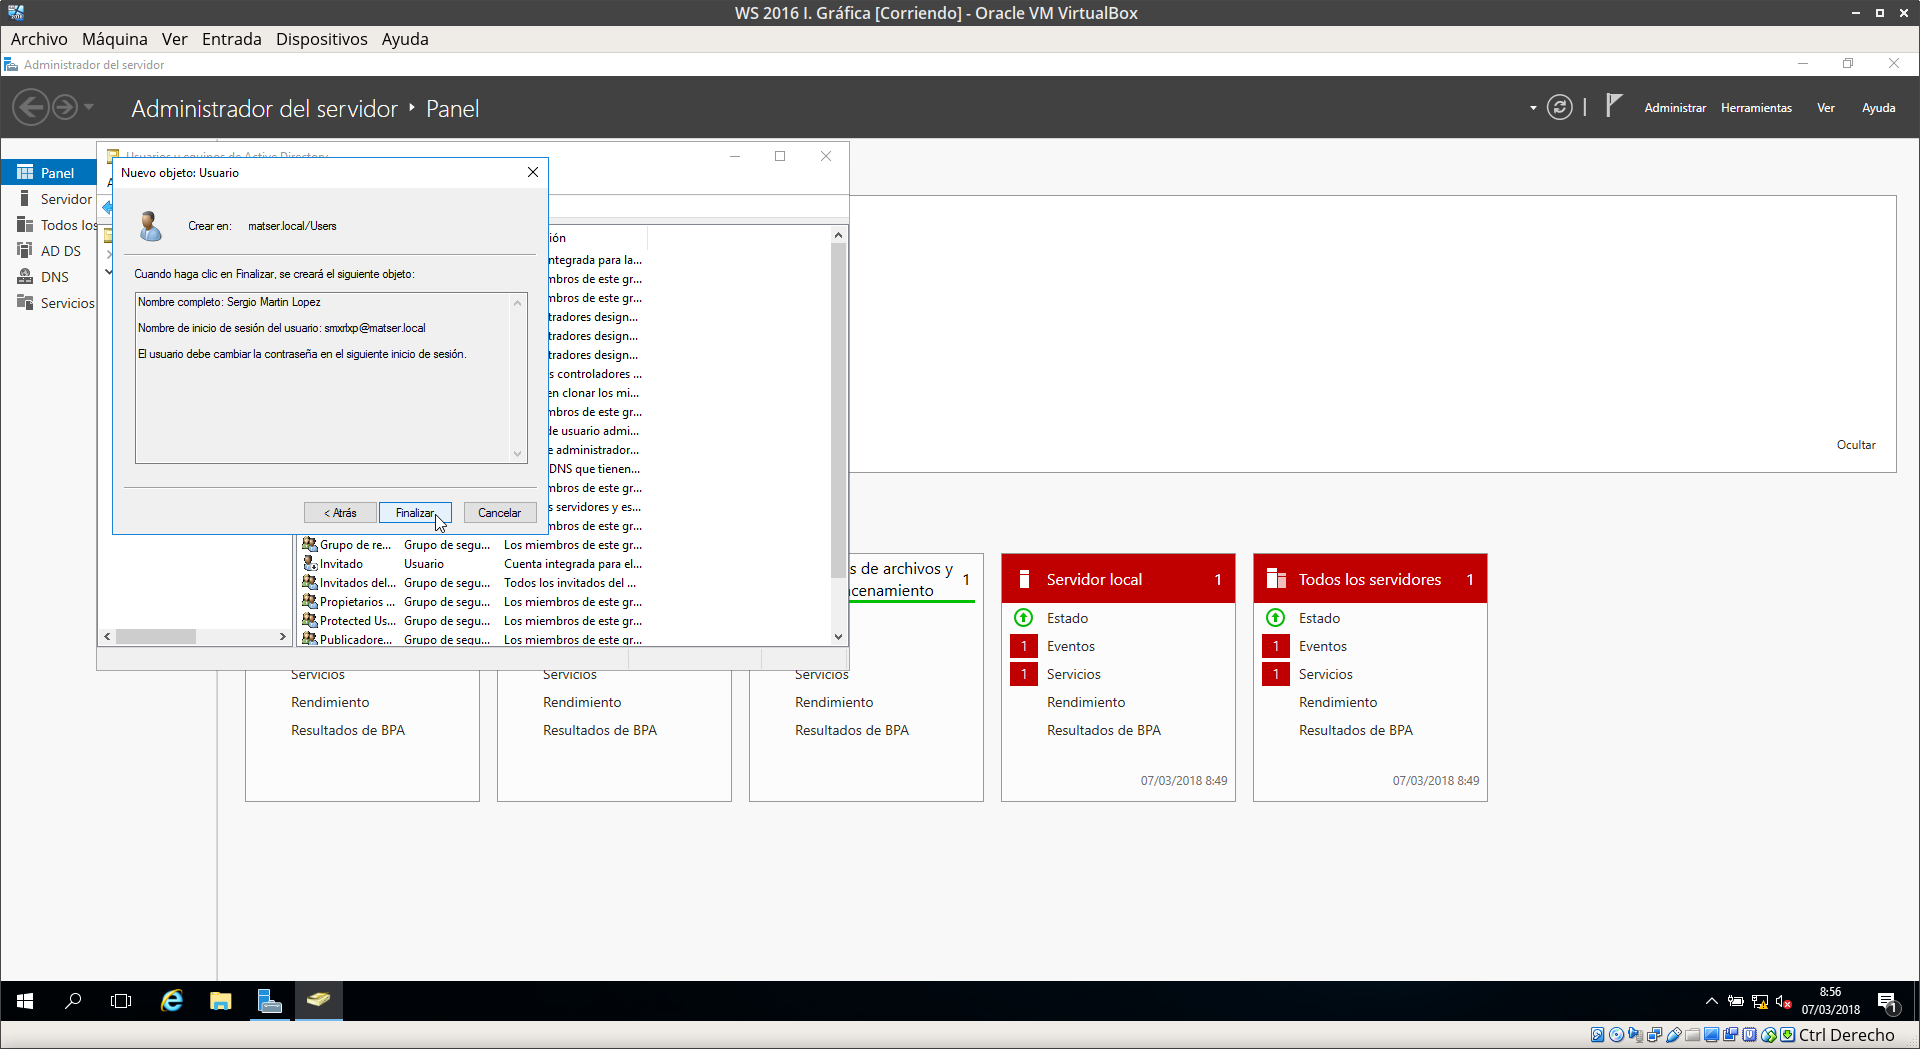 WS 2016 I. Gráfica [Corriendo] - Oracle VM VirtualBox
Archivo Máquina Ver Entrada Dispositivos Ayuda
Administrador del servidor
Administrador del servidor ‣ Panel
Administrar Herramientas Ver Ayuda
Panel
Servidor
Todos los
AD DS
DNS
Servicios
Usuarios y equipos de Active Directory
Nuevo objeto: Usuario
Crear en: matser.local/Users
Cuando haga clic en Finalizar, se creará el siguiente objeto:
Nombre completo: Sergio Martin Lopez
Nombre de inicio de sesión del usuario: smxrlxp@matser.local
El usuario debe cambiar la contraseña en el siguiente inicio de sesión.
< Atrás Finalizar Cancelar
ión
ntegrada para la...
mbros de este gr...
mbros de este gr...
tradores design...
tradores design...
tradores design...
s controladores ...
en clonar los mi...
mbros de este gr...
de usuario admi...
e administrador...
DNS que tienen...
mbros de este gr...
s servidores y es...
mbros de este gr...
Grupo de re... Grupo de segu... Los miembros de este gr...
Invitado Usuario Cuenta integrada para el...
Invitados del... Grupo de segu... Todos los invitados del ...
Propietarios ... Grupo de segu... Los miembros de este gr...
Protected Us... Grupo de segu... Los miembros de este gr...
Publicadore... Grupo de segu... Los miembros de este gr...
Ocultar
s de archivos y 1
cenamiento
Servicios
Rendimiento
Resultados de BPA
Servicios
Rendimiento
Resultados de BPA
Servicios
Rendimiento
Resultados de BPA
Servidor local 1
Estado
1 Eventos
1 Servicios
Rendimiento
Resultados de BPA
07/03/2018 8:49
Todos los servidores 1
Estado
1 Eventos
1 Servicios
Rendimiento
Resultados de BPA
07/03/2018 8:49
8:56
07/03/2018
1
Ctrl Derecho